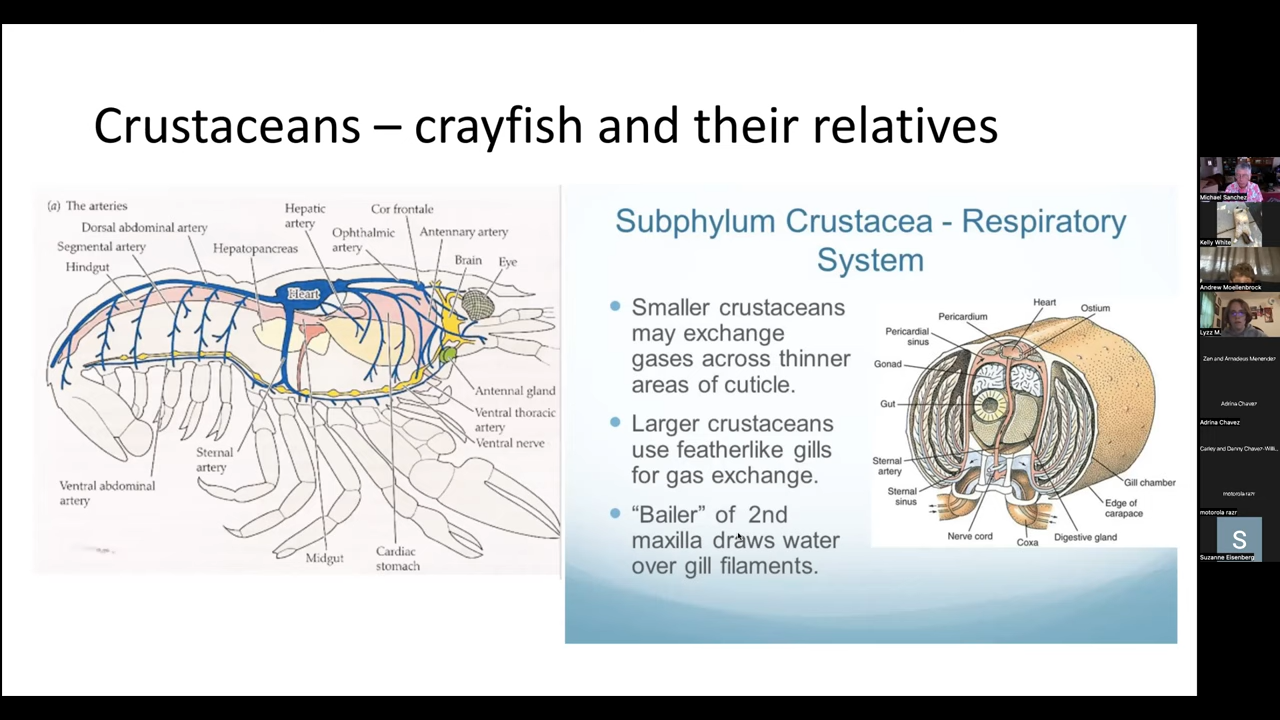 Crustaceans – crayfish and their relatives
(a) The arteries
Dorsal abdominal artery
Segmental artery
Hindgut
Hepatopancreas
Hepatic
artery
Ophthalmic
artery
Cor frontale
Antennary artery
Brain
Eye
Heart
Antennal gland
Ventral thoracic
artery
Ventral nerve
Sternal
artery
Ventral abdominal
artery
Midgut
Cardiac
stomach
Subphylum Crustacea - Respiratory
System
• Smaller crustaceans
may exchange
gases across thinner
areas of cuticle.
• Larger crustaceans
use featherlike gills
for gas exchange.
• “Bailer” of 2nd
maxilla draws water
over gill filaments.
Heart
Ostium
Pericardium
Pericardial
sinus
Gonad
Gut
Sternal
artery
Sternal
sinus
Nerve cord
Coxa
Digestive gland
Edge of
carapace
Gill chamber
Michael Sanchez
Kelly White
Andrew Moellenbrock
Lyzz M.
Zen and Amadeus Menendez
Adrina Chavez
Adrina Chavez
Carley and Danny Chavez-Willi...
motorola razr
motorola razr
S
Suzanne Eisenberg